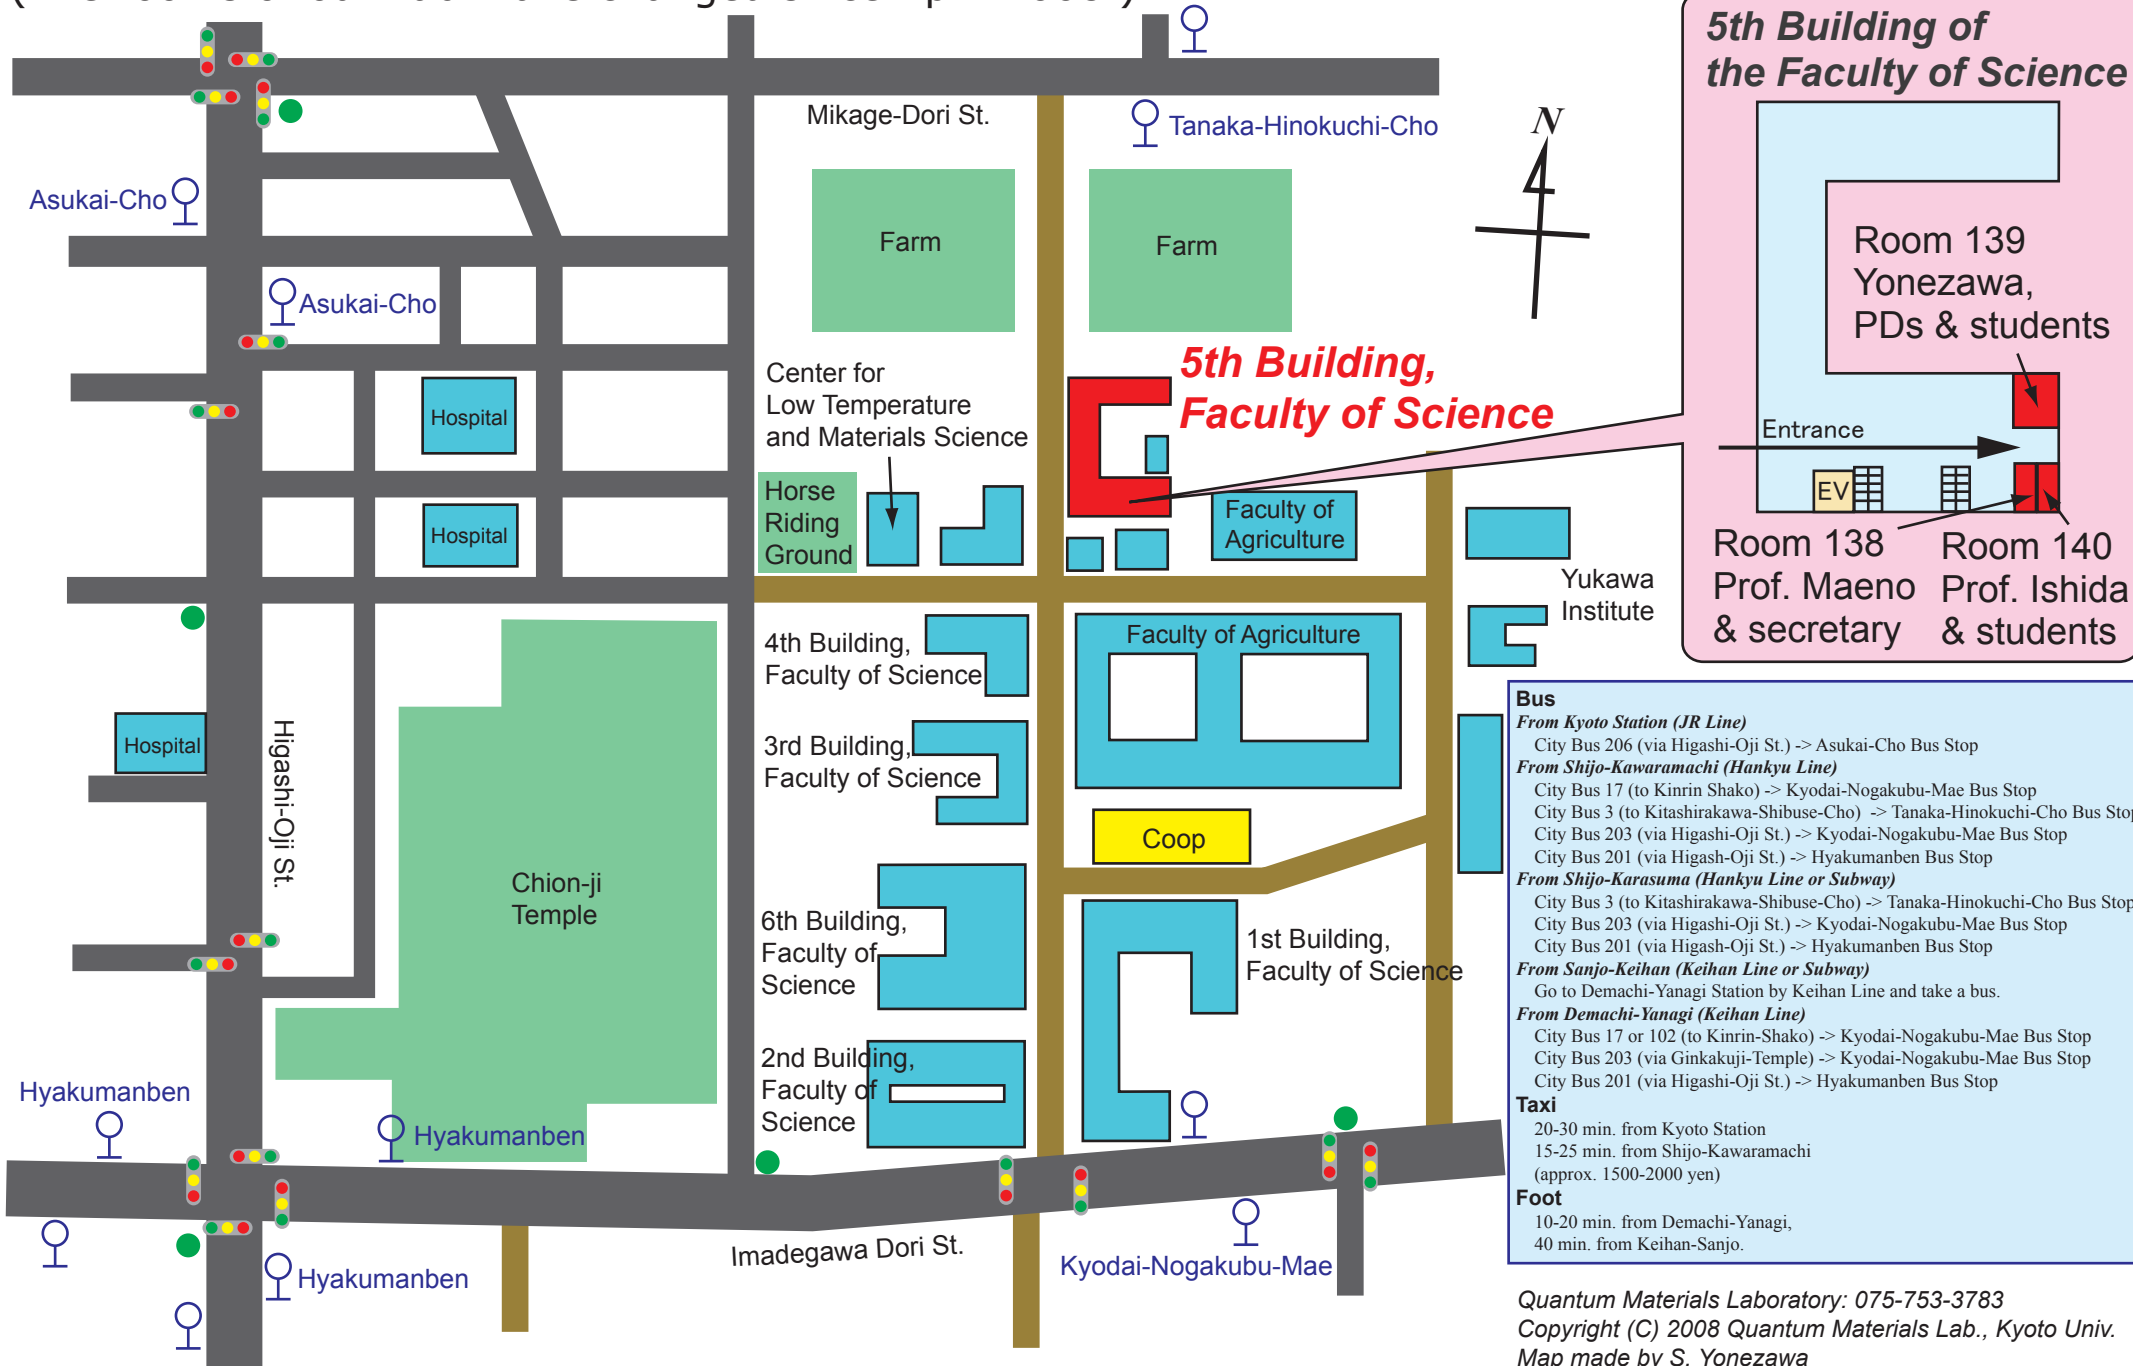 5th Building of
the Faculty of Science
Mikage-Dori St.
Tanaka-Hinokuchi-Cho
N
Asukai-Cho
Farm
Farm
Room 139
Yonezawa,
PDs & students
Asukai-Cho
5th Building,
Faculty of Science
Center for
Low Temperature
and Materials Science
Hospital
Entrance
Horse
Riding
Ground
Faculty of
Agriculture
EV
Hospital
Room 138
Prof. Maeno
& secretary
Room 140
Prof. Ishida
& students
Yukawa
Institute
4th Building,
Faculty of Science
Faculty of Agriculture
Hospital
Higashi-Oji St.
3rd Building,
Faculty of Science
Coop
Chion-ji
Temple
6th Building,
Faculty of
Science
1st Building,
Faculty of Science
2nd Building,
Faculty of
Science
Hyakumanben
Hyakumanben
Hyakumanben
Imadegawa Dori St.
Kyodai-Nogakubu-Mae
Bus
From Kyoto Station (JR Line)
City Bus 206 (via Higashi-Oji St.) -> Asukai-Cho Bus Stop
From Shijo-Kawaramachi (Hankyu Line)
City Bus 17 (to Kinrin Shako) -> Kyodai-Nogakubu-Mae Bus Stop
City Bus 3 (to Kitashirakawa-Shibuse-Cho) -> Tanaka-Hinokuchi-Cho Bus Stop
City Bus 203 (via Higashi-Oji St.) -> Kyodai-Nogakubu-Mae Bus Stop
City Bus 201 (via Higash-Oji St.) -> Hyakumanben Bus Stop
From Shijo-Karasuma (Hankyu Line or Subway)
City Bus 3 (to Kitashirakawa-Shibuse-Cho) -> Tanaka-Hinokuchi-Cho Bus Stop
City Bus 203 (via Higashi-Oji St.) -> Kyodai-Nogakubu-Mae Bus Stop
City Bus 201 (via Higash-Oji St.) -> Hyakumanben Bus Stop
From Sanjo-Keihan (Keihan Line or Subway)
Go to Demachi-Yanagi Station by Keihan Line and take a bus.
From Demachi-Yanagi (Keihan Line)
City Bus 17 or 102 (to Kinrin-Shako) -> Kyodai-Nogakubu-Mae Bus Stop
City Bus 203 (via Ginkakuji-Temple) -> Kyodai-Nogakubu-Mae Bus Stop
City Bus 201 (via Higashi-Oji St.) -> Hyakumanben Bus Stop
Taxi
20-30 min. from Kyoto Station
15-25 min. from Shijo-Kawaramachi
(approx. 1500-2000 yen)
Foot
10-20 min. from Demachi-Yanagi,
40 min. from Keihan-Sanjo.
Quantum Materials Laboratory: 075-753-3783
Copyright (C) 2008 Quantum Materials Lab., Kyoto Univ.
Map made by S. Yonezawa